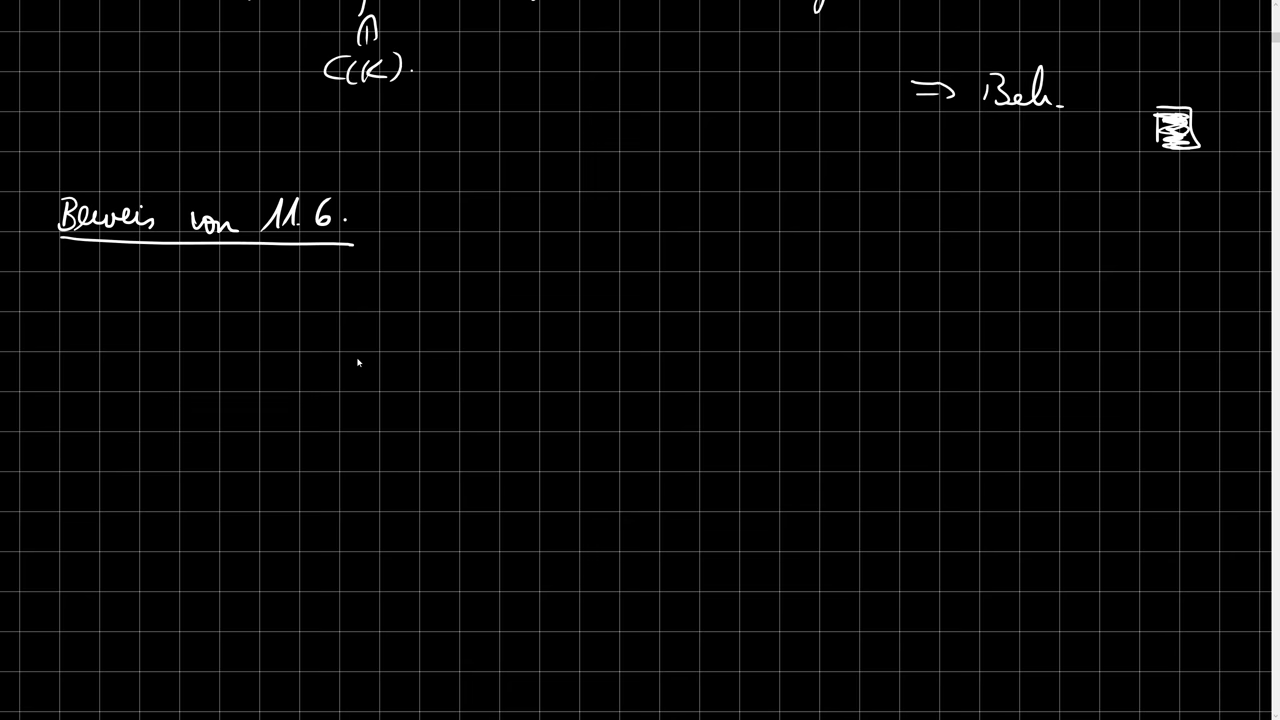 C(K).
⇒ Beh.
Beweis von 11.6.